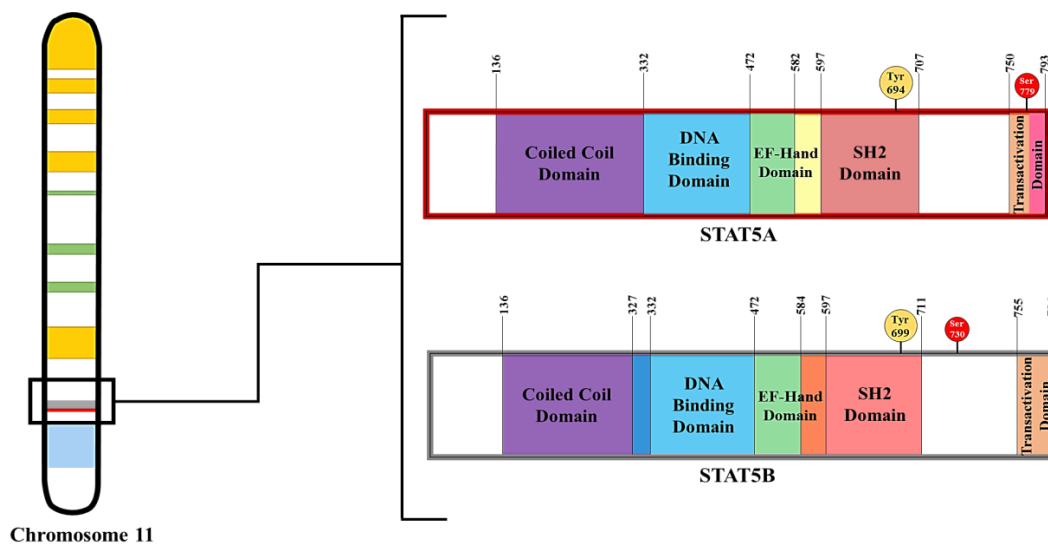 136
332
472
582
597
707
750
793
Tyr
694
Ser
779
Coiled Coil
Domain
DNA
Binding
Domain
EF-Hand
Domain
SH2
Domain
Transactivation
Domain
STAT5A
136
327
332
472
584
597
711
755
Tyr
699
Ser
730
Coiled Coil
Domain
DNA
Binding
Domain
EF-Hand
Domain
SH2
Domain
Transactivation
Domain
STAT5B
Chromosome 11